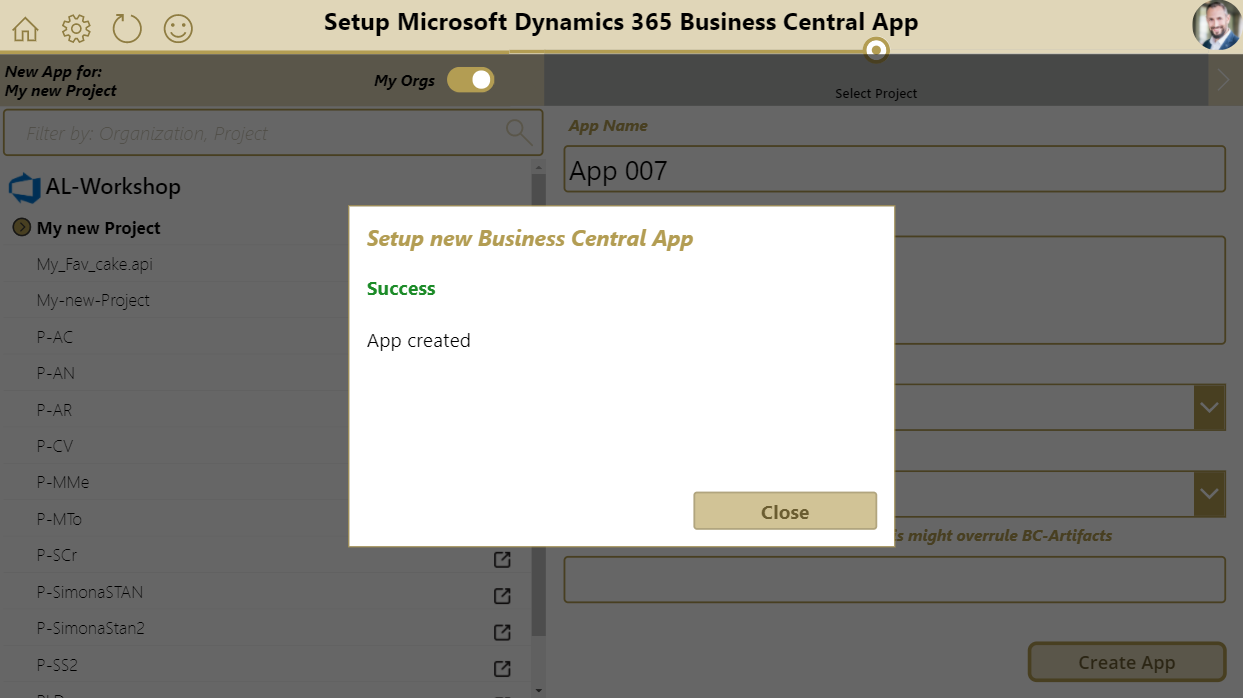 Setup Microsoft Dynamics 365 Business Central App
New App for:
My new Project
My Orgs
Select Project
Filter by: Organization, Project
App Name
App 007
AL-Workshop
My new Project
My_Fav_cake.api
My-new-Project
P-AC
P-AN
P-AR
P-CV
P-MMe
P-MTo
P-SCr
P-SimonaSTAN
P-SimonaStan2
P-SS2
Setup new Business Central App
Success
App created
Close
might overrule BC-Artifacts
Create App